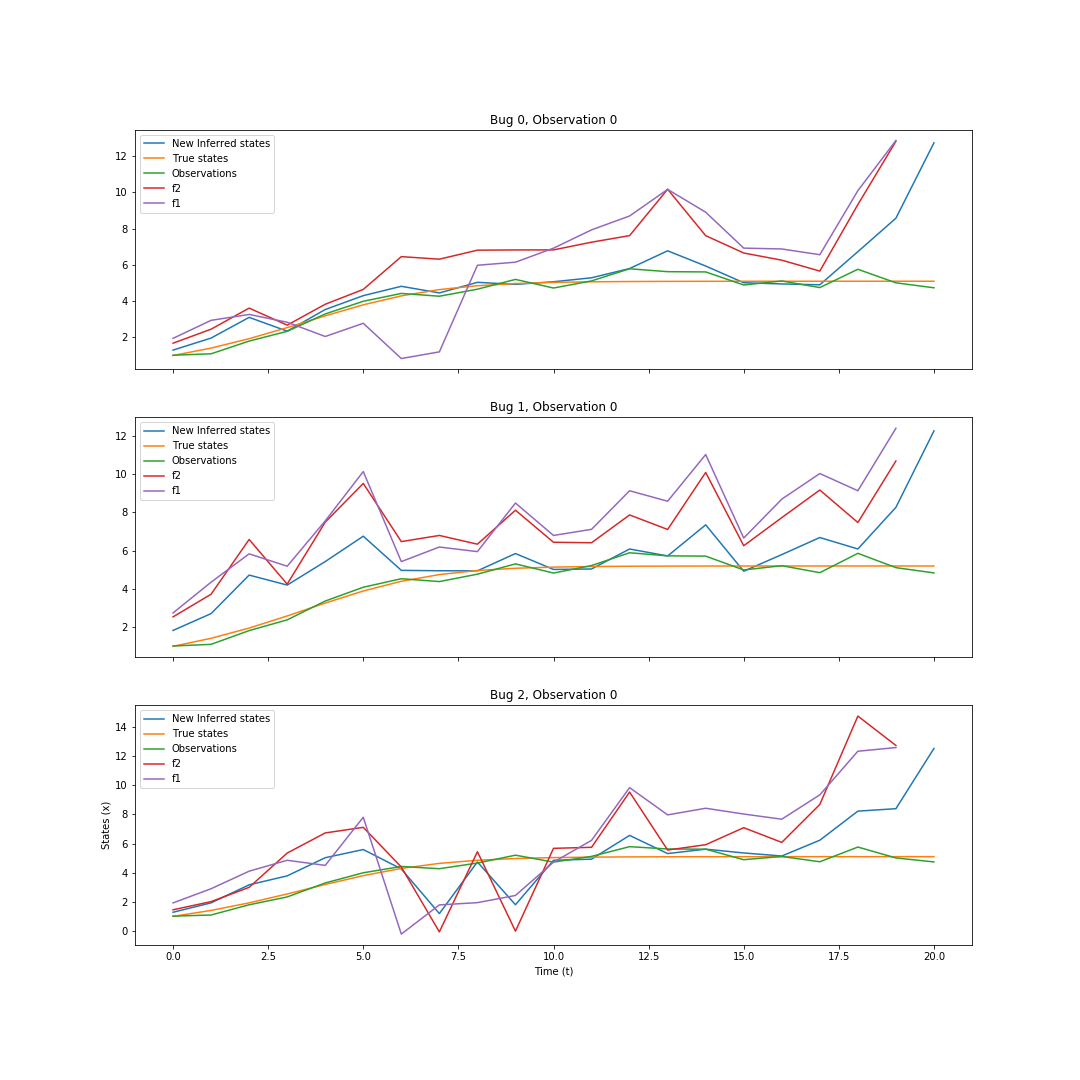 Bug 0, Observation 0
New Inferred states
True states
Observations
f2
f1
12
10
8
6
4
2
Bug 1, Observation 0
New Inferred states
True states
Observations
f2
f1
12
10
8
6
4
2
Bug 2, Observation 0
New Inferred states
True states
Observations
f2
f1
14
12
10
8
6
4
2
0
States (x)
0.0 2.5 5.0 7.5 10.0 12.5 15.0 17.5 20.0
Time (t)